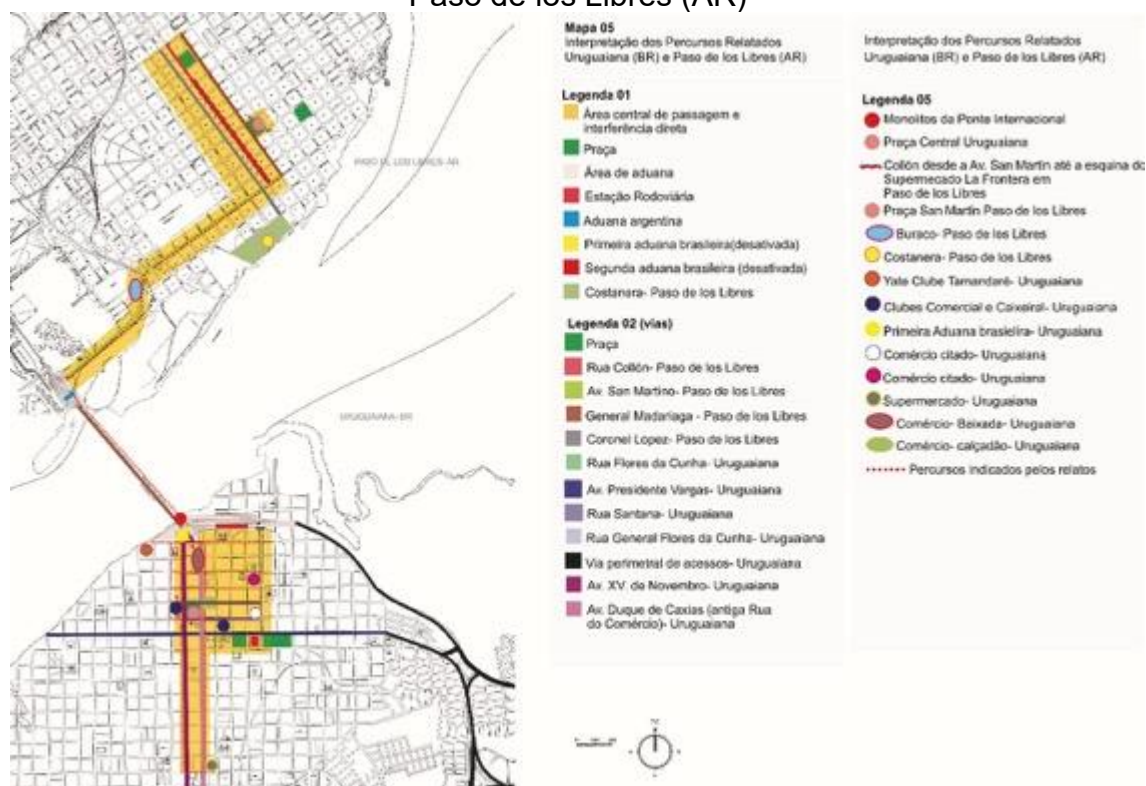 Paso de los Libres (AR)
PASO DE LOS LIBRES-AR
URUGUAIANA-BR
Mapa 05
Interpretação dos Percursos Relatados
Uruguaiana (BR) e Paso de los Libres (AR)
Legenda 01
Área central de passagem e
interferência direta
Praça
Área de aduana
Estação Rodoviária
Aduana argentina
Primeira aduana brasileira(desativada)
Segunda aduana brasileira (desativada)
Costanera- Paso de los Libres
Legenda 02 (vias)
Praça
Rua Collón- Paso de los Libres
Av. San Martino- Paso de los Libres
General Madariaga - Paso de los Libres
Coronel Lopez- Paso de los Libres
Rua Flores da Cunha- Uruguaiana
Av. Presidente Vargas- Uruguaiana
Rua Santana- Uruguaiana
Rua General Flores da Cunha- Uruguaiana
Via perimetral de acessos- Uruguaiana
Av. XV. de Novembro- Uruguaiana
Av. Duque de Caxias (antiga Rua
do Comércio)- Uruguaiana
Interpretação dos Percursos Relatados
Uruguaiana (BR) e Paso de los Libres (AR)
Legenda 05
Monolitos da Ponte Internacional
Praça Central Uruguaiana
Collón desde a Av. San Martin até a esquina do
Supermecado La Frontera em
Paso de los Libres
Praça San Martin Paso de los Libres
Buraco- Paso de los Libres
Costanera- Paso de los Libres
Yate Clube Tamandaré- Uruguaiana
Clubes Comercial e Caixeiral- Uruguaiana
Primeira Aduana brasielira- Uruguaiana
Comércio citado- Uruguaiana
Comércio citado- Uruguaiana
Supermercado- Uruguaiana
Comércio- Baixada- Uruguaiana
Comércio- calçadão- Uruguaiana
Percursos indicados pelos relatos